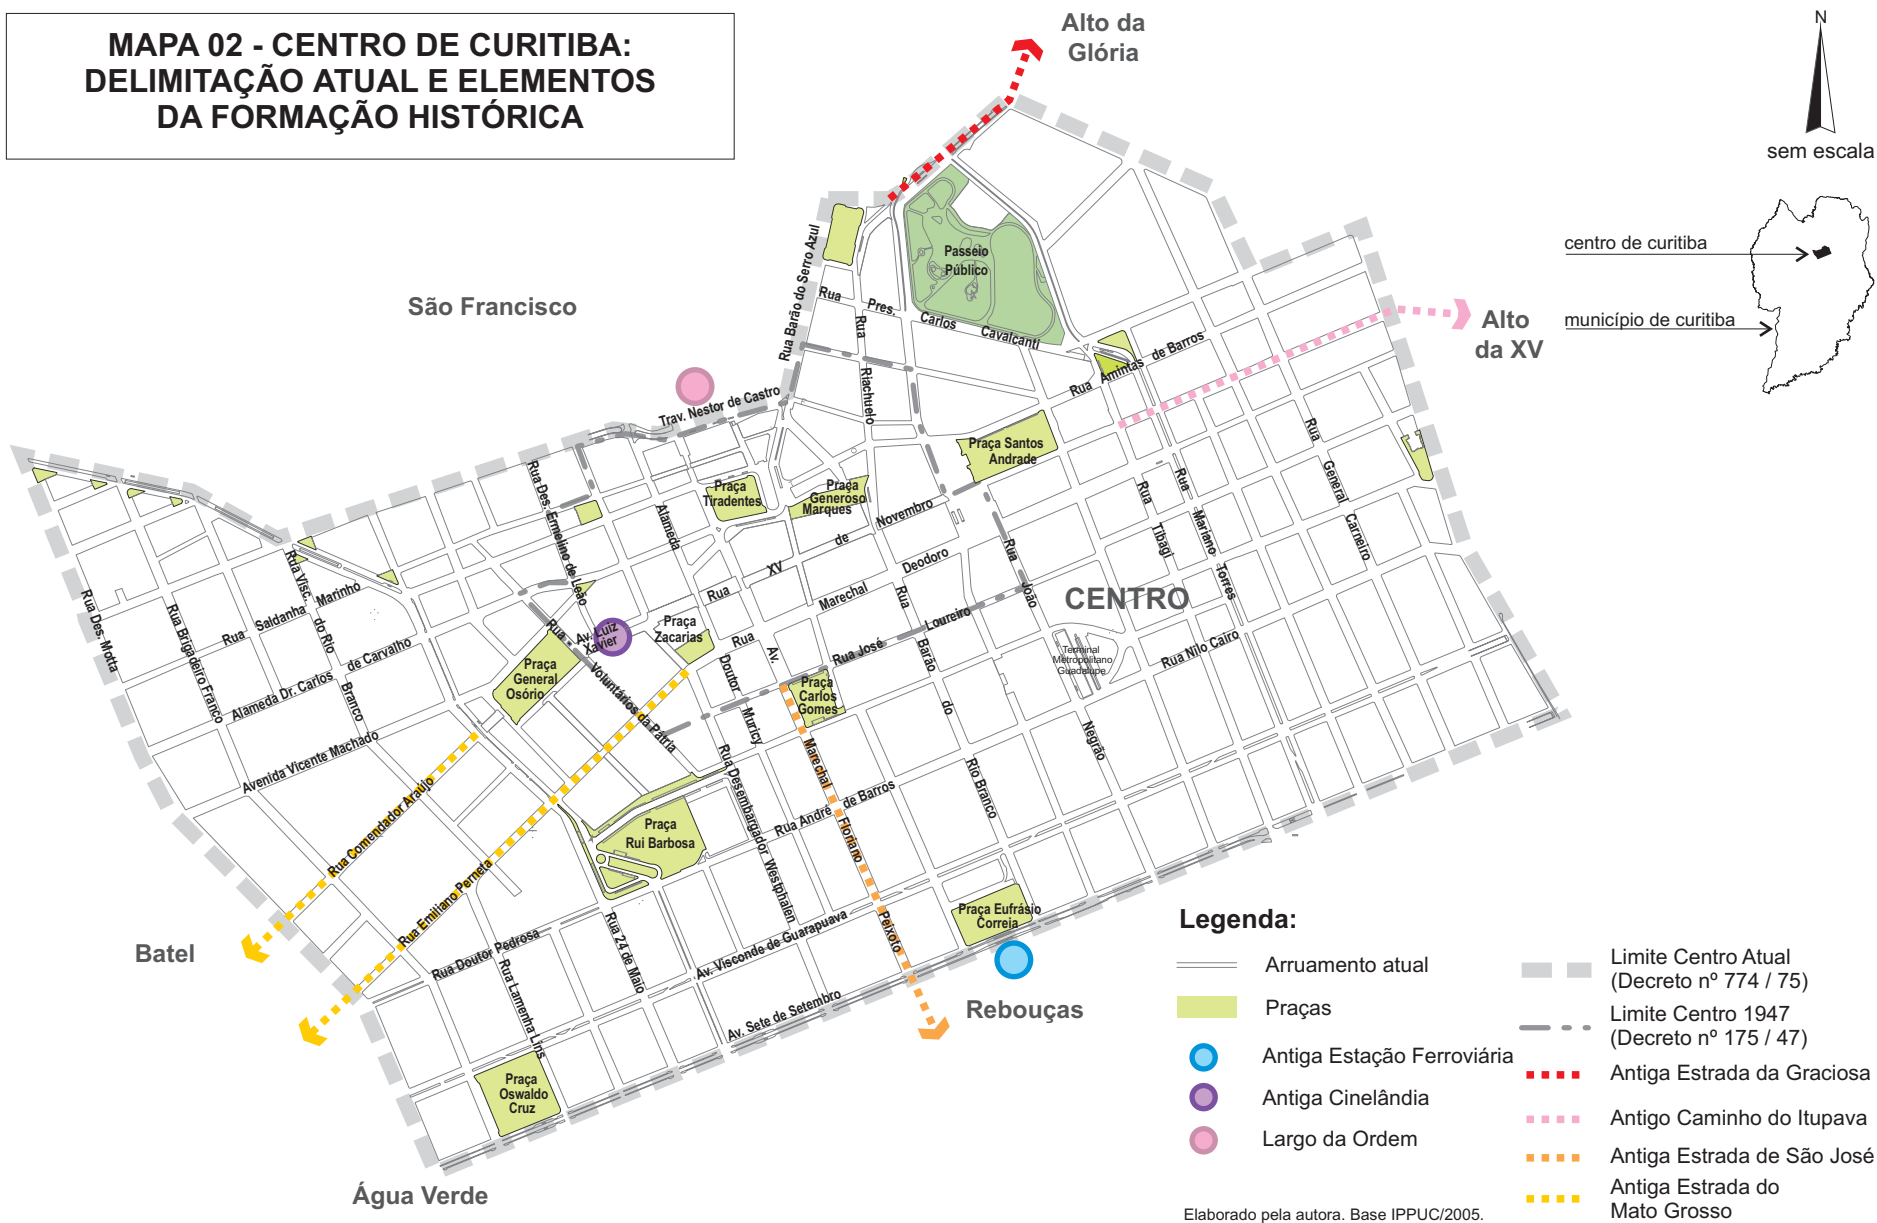 MAPA 02 - CENTRO DE CURITIBA:
DELIMITAÇÃO ATUAL E ELEMENTOS
DA FORMAÇÃO HISTÓRICA
Alto da
Glória
N
sem escala
centro de curitiba
município de curitiba
São Francisco
Alto
da XV
Passeio
Público
Rua Barão do Serro Azul
Rua Pres. Carlos Cavalcanti
Rua Riachuelo
Rua Amintas de Barros
Trav. Nestor de Castro
Praça Santos
Andrade
Praça
Tiradentes
Praça
Generoso
Marques
Rua Des. Ermelino de Leão
Alameda
Rua XV de Novembro
Rua General Carneiro
Rua Mariano Torres
Rua Tibagi
Rua João Negrão
CENTRO
Marechal Deodoro
Rua
Rua José Loureiro
Rua Barão do Rio Branco
Terminal
Metropolitano
Guadalupe
Rua Nilo Cairo
Rua Des. Motta
Rua Brigadeiro Franco
Rua Saldanha Marinho
Rua Visc. do Rio Branco
Alameda Dr. Carlos de Carvalho
Avenida Vicente Machado
Av. Luiz
Xavier
Praça
Zacarias
Praça
General
Osório
Rua Voluntários da Pátria
Doutor Muricy
Praça
Carlos
Gomes
Av. Marechal Floriano Peixoto
Rua Desembargador Westphalen
Rua André de Barros
Praça
Rui Barbosa
Rua Comendador Araújo
Rua Emiliano Perneta
Rua Doutor Pedrosa
Rua Lamenha Lins
Rua 24 de Maio
Av. Visconde de Guarapuava
Av. Sete de Setembro
Praça Eufrásio
Correia
Praça
Oswaldo
Cruz
Batel
Rebouças
Água Verde
Legenda:
Arruamento atual
Praças
Antiga Estação Ferroviária
Antiga Cinelândia
Largo da Ordem
Limite Centro Atual
(Decreto nº 774 / 75)
Limite Centro 1947
(Decreto nº 175 / 47)
Antiga Estrada da Graciosa
Antigo Caminho do Itupava
Antiga Estrada de São José
Antiga Estrada do
Mato Grosso
Elaborado pela autora. Base IPPUC/2005.